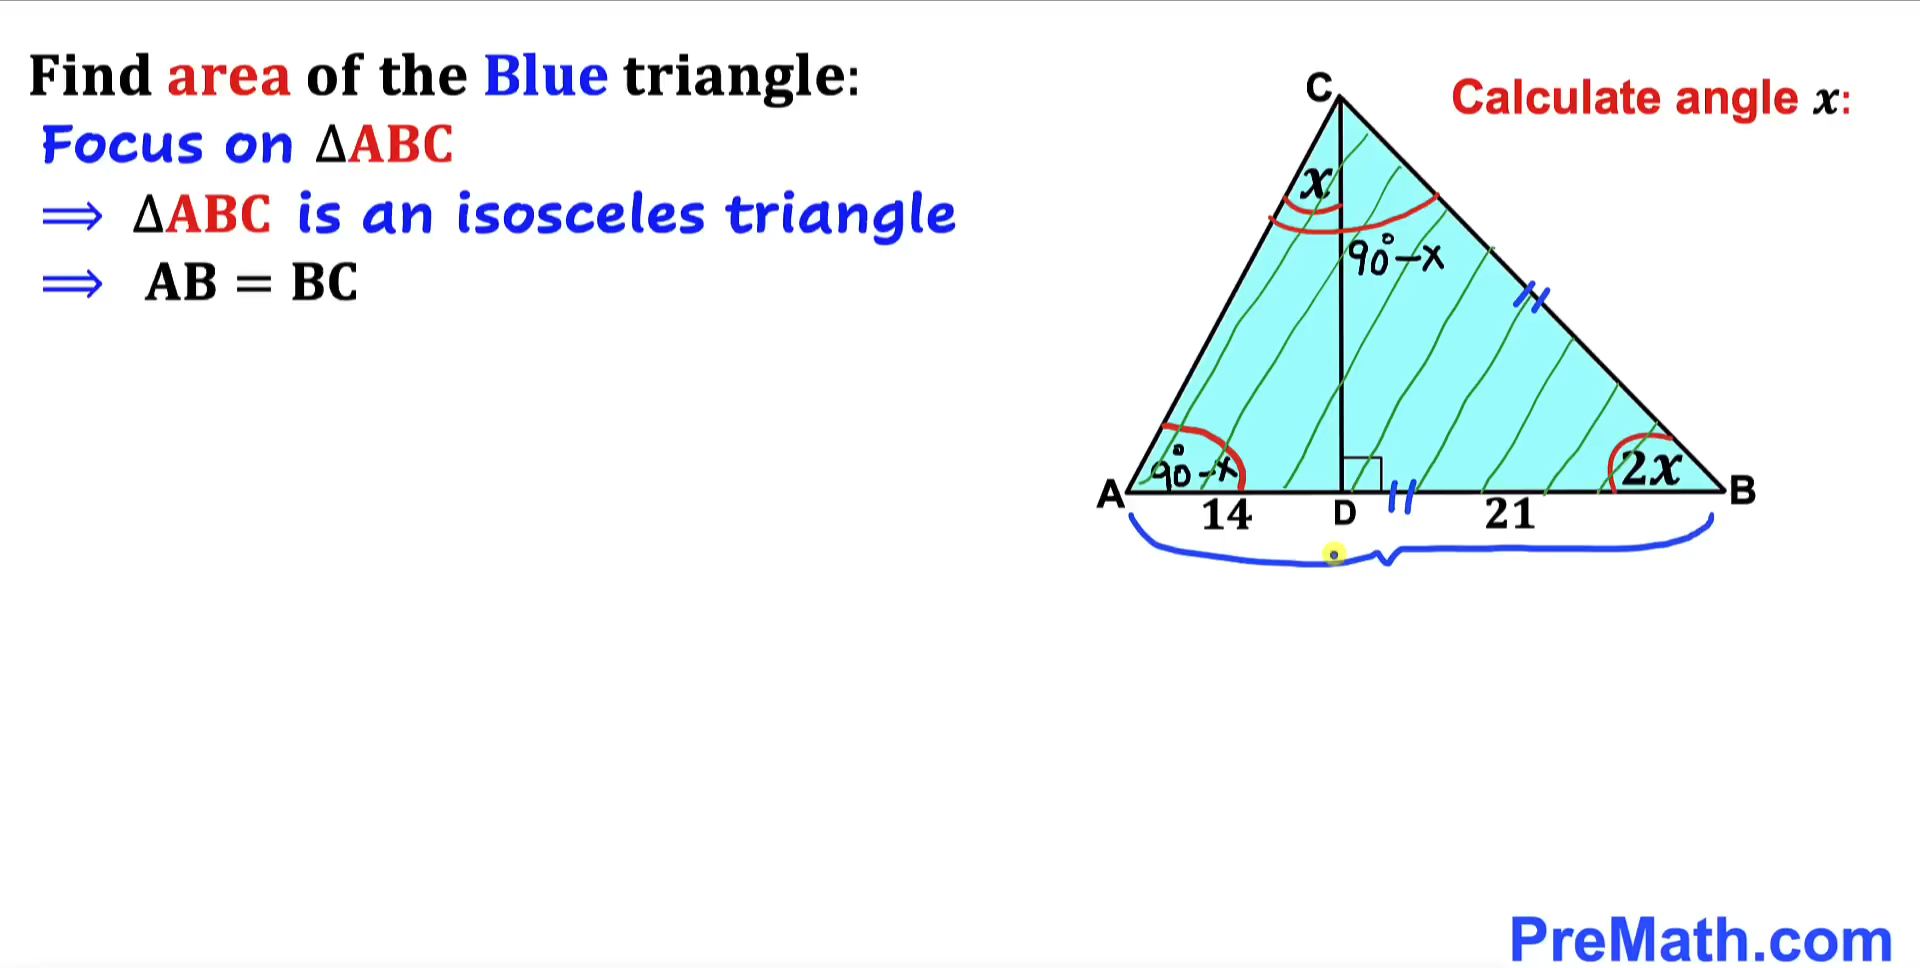 Find area of the Blue triangle:
Focus on ΔABC
⟹ ΔABC is an isosceles triangle
⟹ AB = BC
Calculate angle x:
C
x
90°-x
90°-x
2x
A
B
14
D
21
PreMath.com